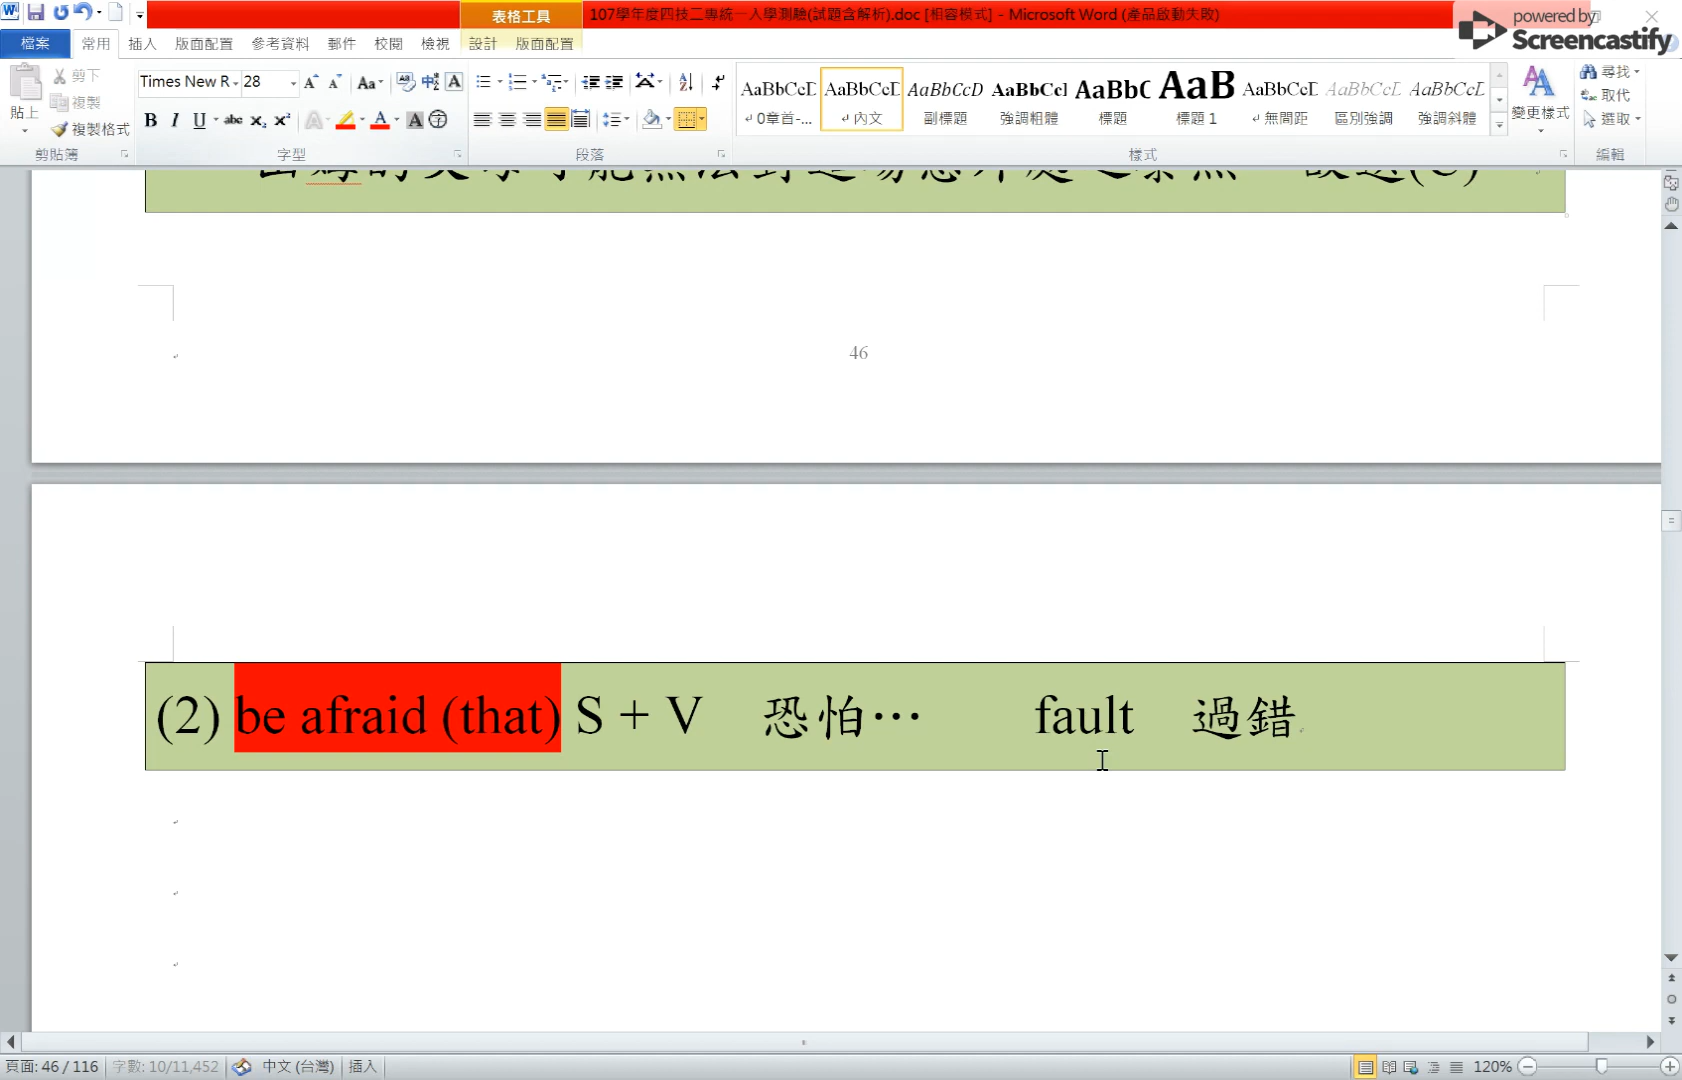 表格工具
107學年度四技二專統一入學測驗(試題含解析).doc [相容模式] - Microsoft Word (產品啟動失敗)
powered by
Screencastify
檔案 常用 插入 版面配置 參考資料 郵件 校閱 檢視 設計 版面配置
貼上 剪下 複製 複製格式
Times New R 28
AaBbCcD AaBbCcD AaBbCcD AaBbCcI AaBbC AaB AaBbCcD AaBbCcD AaBbCcD
0章首-... 內文 副標題 強調粗體 標題 標題 1 無間距 區別強調 強調斜體
變更樣式 尋找 取代 選取
剪貼簿 字型 段落 樣式 編輯
46
(2) be afraid (that) S + V 恐怕… fault 過錯
頁面: 46 / 116 字數: 10/11,452 中文 (台灣) 插入 120%